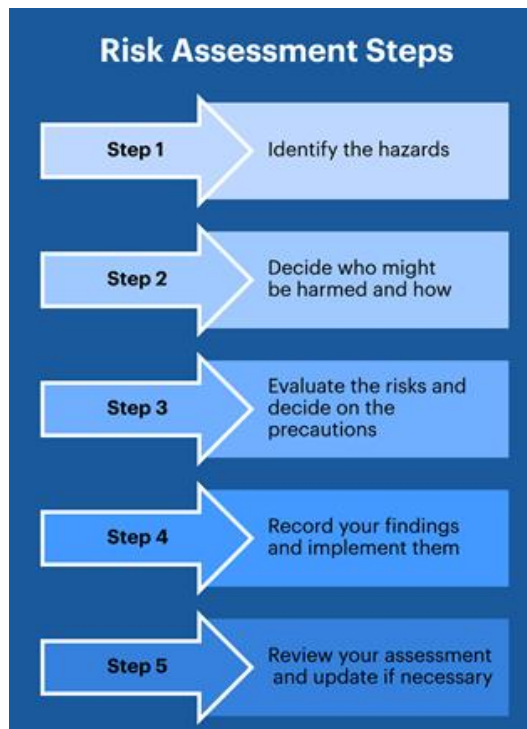 Risk Assessment Steps
Step 1
Identify the hazards
Step 2
Decide who might
be harmed and how
Step 3
Evaluate the risks and
decide on the
precautions
Step 4
Record your findings
and implement them
Step 5
Review your assessment
and update if necessary